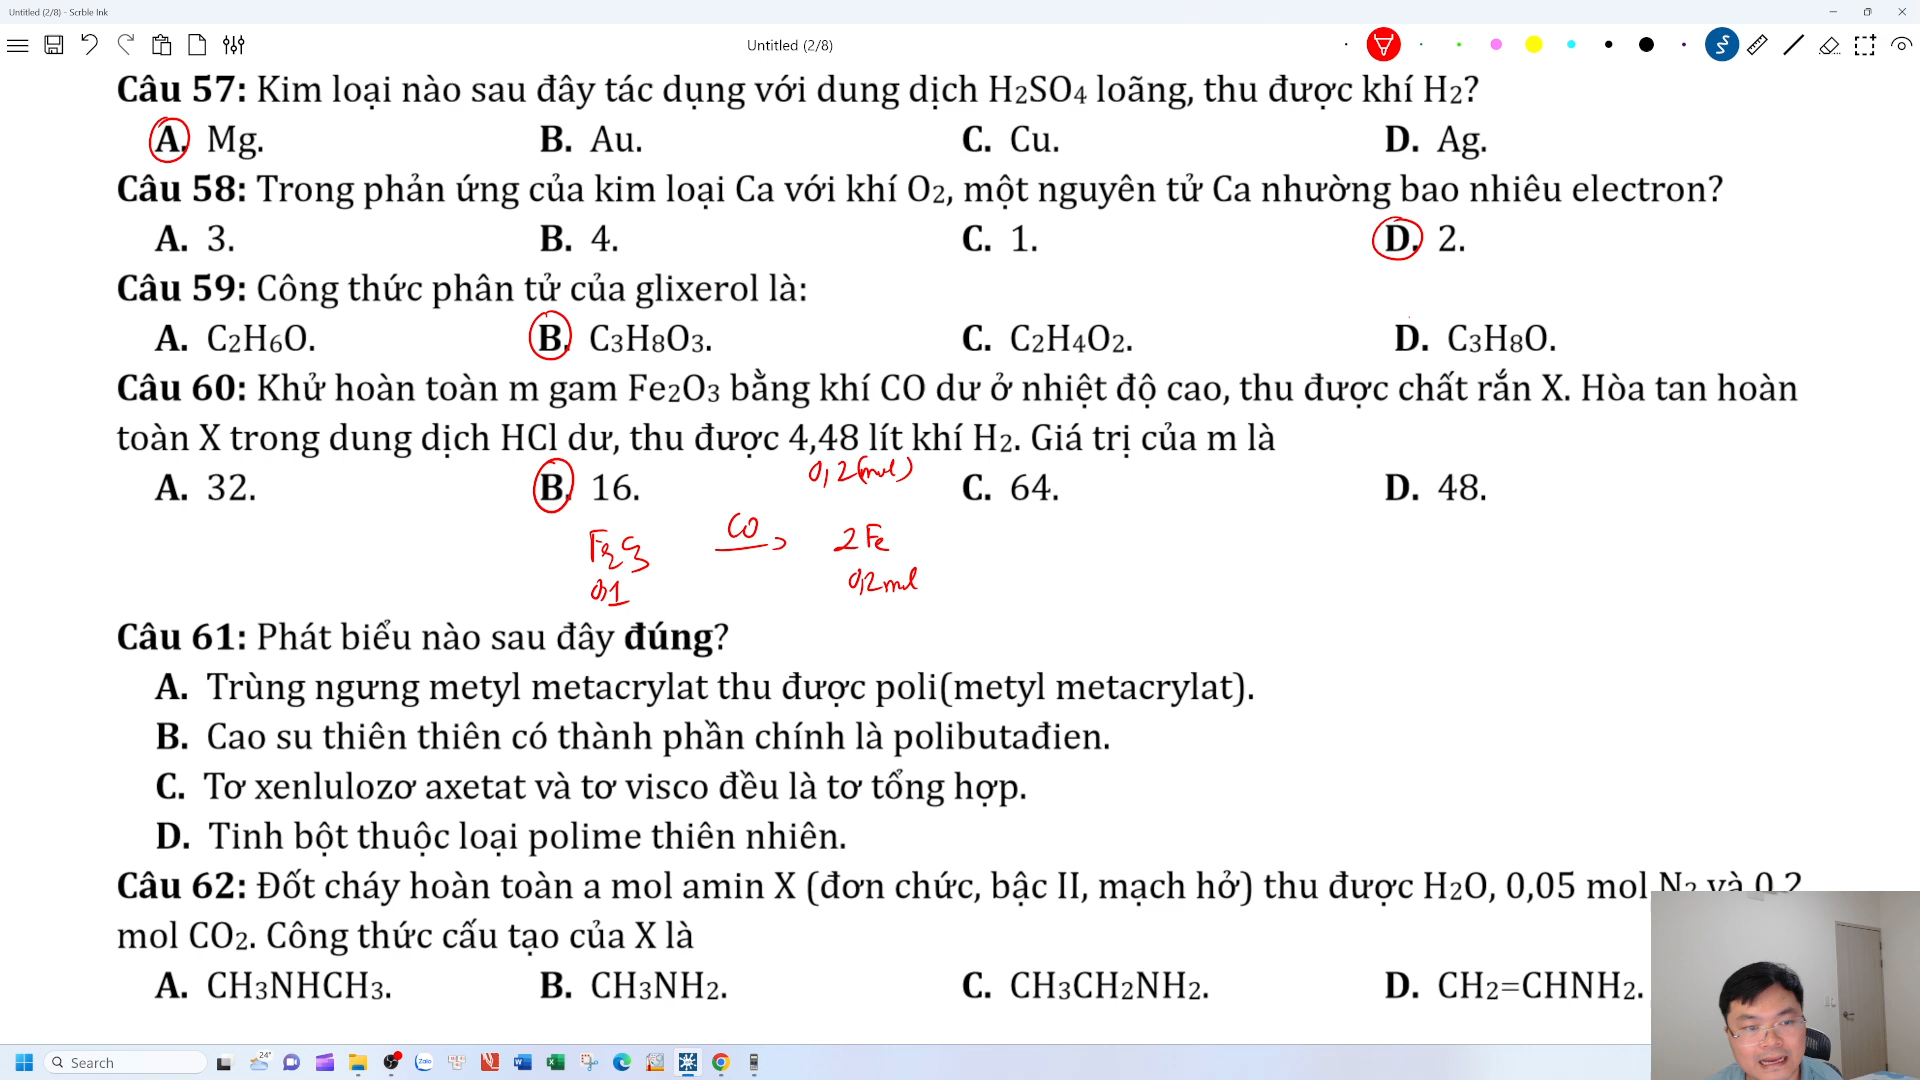 Untitled (2/8) - Scrble Ink
Untitled (2/8)
Câu 57: Kim loại nào sau đây tác dụng với dung dịch H2SO4 loãng, thu được khí H2?
A. Mg. B. Au. C. Cu. D. Ag.
Câu 58: Trong phản ứng của kim loại Ca với khí O2, một nguyên tử Ca nhường bao nhiêu electron?
A. 3. B. 4. C. 1. D. 2.
Câu 59: Công thức phân tử của glixerol là:
A. C2H6O. B. C3H8O3. C. C2H4O2. D. C3H8O.
Câu 60: Khử hoàn toàn m gam Fe2O3 bằng khí CO dư ở nhiệt độ cao, thu được chất rắn X. Hòa tan hoàn
toàn X trong dung dịch HCl dư, thu được 4,48 lít khí H2. Giá trị của m là
0,2(mol)
A. 32. B. 16. C. 64. D. 48.
Fe2O3 CO 2Fe
0,1 0,2mol
Câu 61: Phát biểu nào sau đây đúng?
A. Trùng ngưng metyl metacrylat thu được poli(metyl metacrylat).
B. Cao su thiên thiên có thành phần chính là polibutađien.
C. Tơ xenlulozơ axetat và tơ visco đều là tơ tổng hợp.
D. Tinh bột thuộc loại polime thiên nhiên.
Câu 62: Đốt cháy hoàn toàn a mol amin X (đơn chức, bậc II, mạch hở) thu được H2O, 0,05 mol N2 và 0,2
mol CO2. Công thức cấu tạo của X là
A. CH3NHCH3. B. CH3NH2. C. CH3CH2NH2. D. CH2=CHNH2.
Search
24°
Zalo